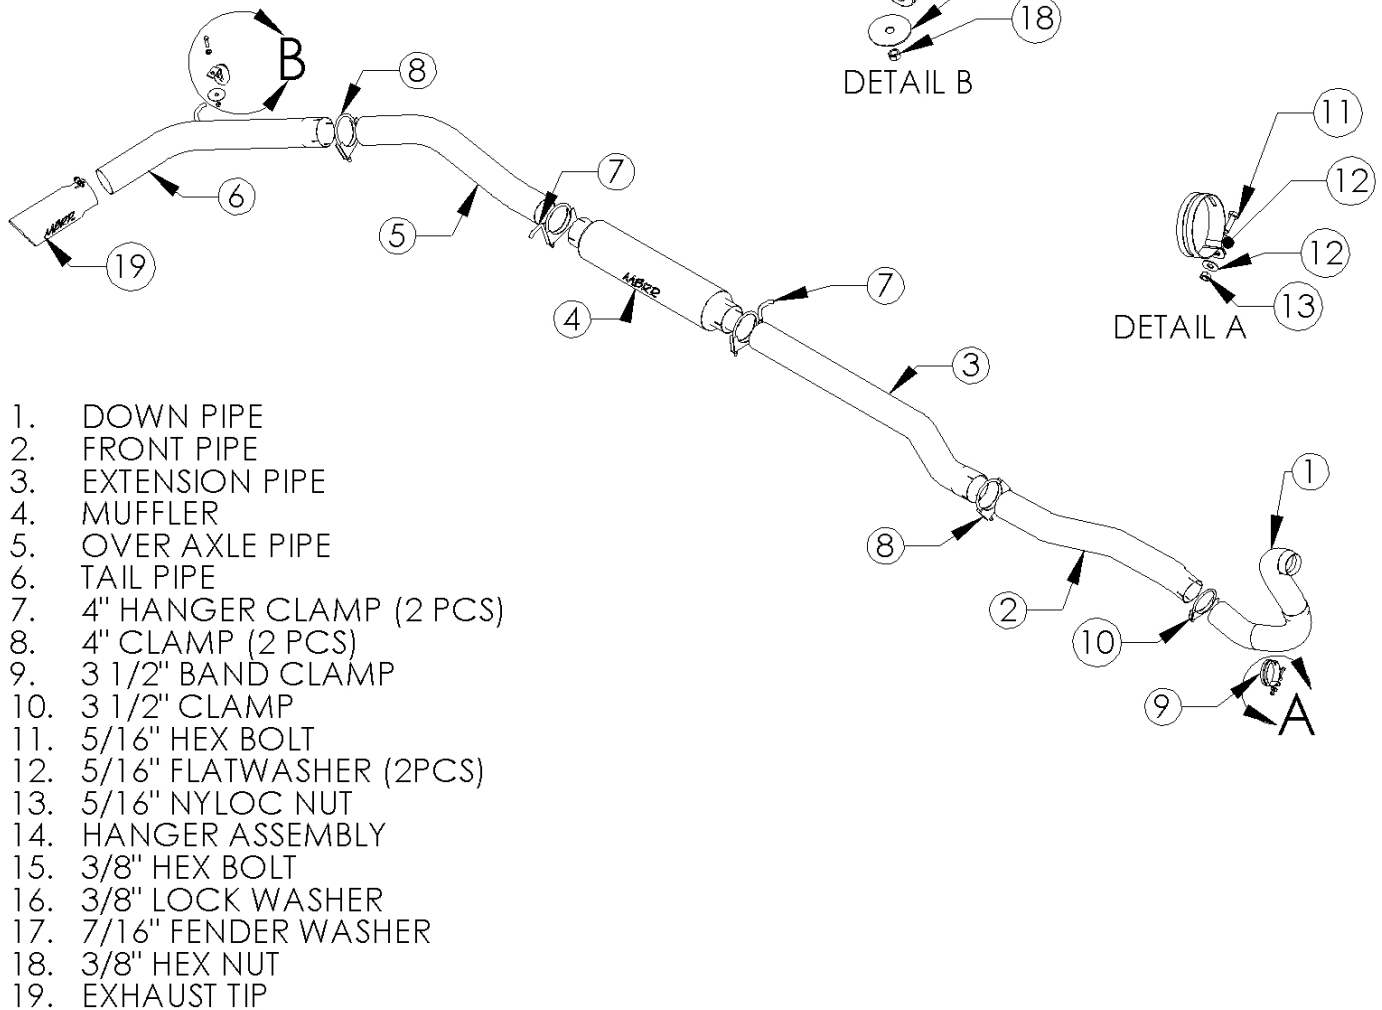 18
DETAIL B
B
8
11
7
12
6
5
12
19
MBRP
MBRP
7
4
13
DETAIL A
3
1. DOWN PIPE
2. FRONT PIPE
3. EXTENSION PIPE
4. MUFFLER
5. OVER AXLE PIPE
6. TAIL PIPE
7. 4" HANGER CLAMP (2 PCS)
8. 4" CLAMP (2 PCS)
9. 3 1/2" BAND CLAMP
10. 3 1/2" CLAMP
11. 5/16" HEX BOLT
12. 5/16" FLATWASHER (2PCS)
13. 5/16" NYLOC NUT
14. HANGER ASSEMBLY
15. 3/8" HEX BOLT
16. 3/8" LOCK WASHER
17. 7/16" FENDER WASHER
18. 3/8" HEX NUT
19. EXHAUST TIP
1
8
2
10
9
A